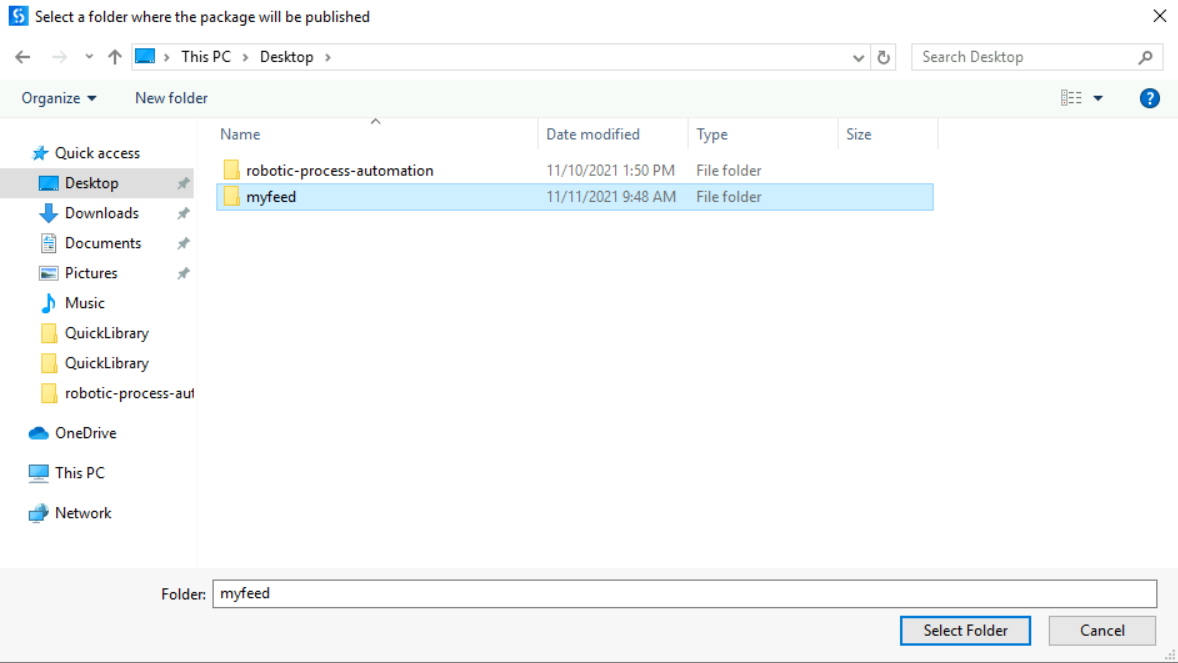 Select a folder where the package will be published
This PC > Desktop >
Search Desktop
Organize
New folder
Name Date modified Type Size
Quick access
Desktop
Downloads
Documents
Pictures
Music
QuickLibrary
QuickLibrary
robotic-process-aut
OneDrive
This PC
Network
robotic-process-automation 11/10/2021 1:50 PM File folder
myfeed 11/11/2021 9:48 AM File folder
Folder: myfeed
Select Folder
Cancel